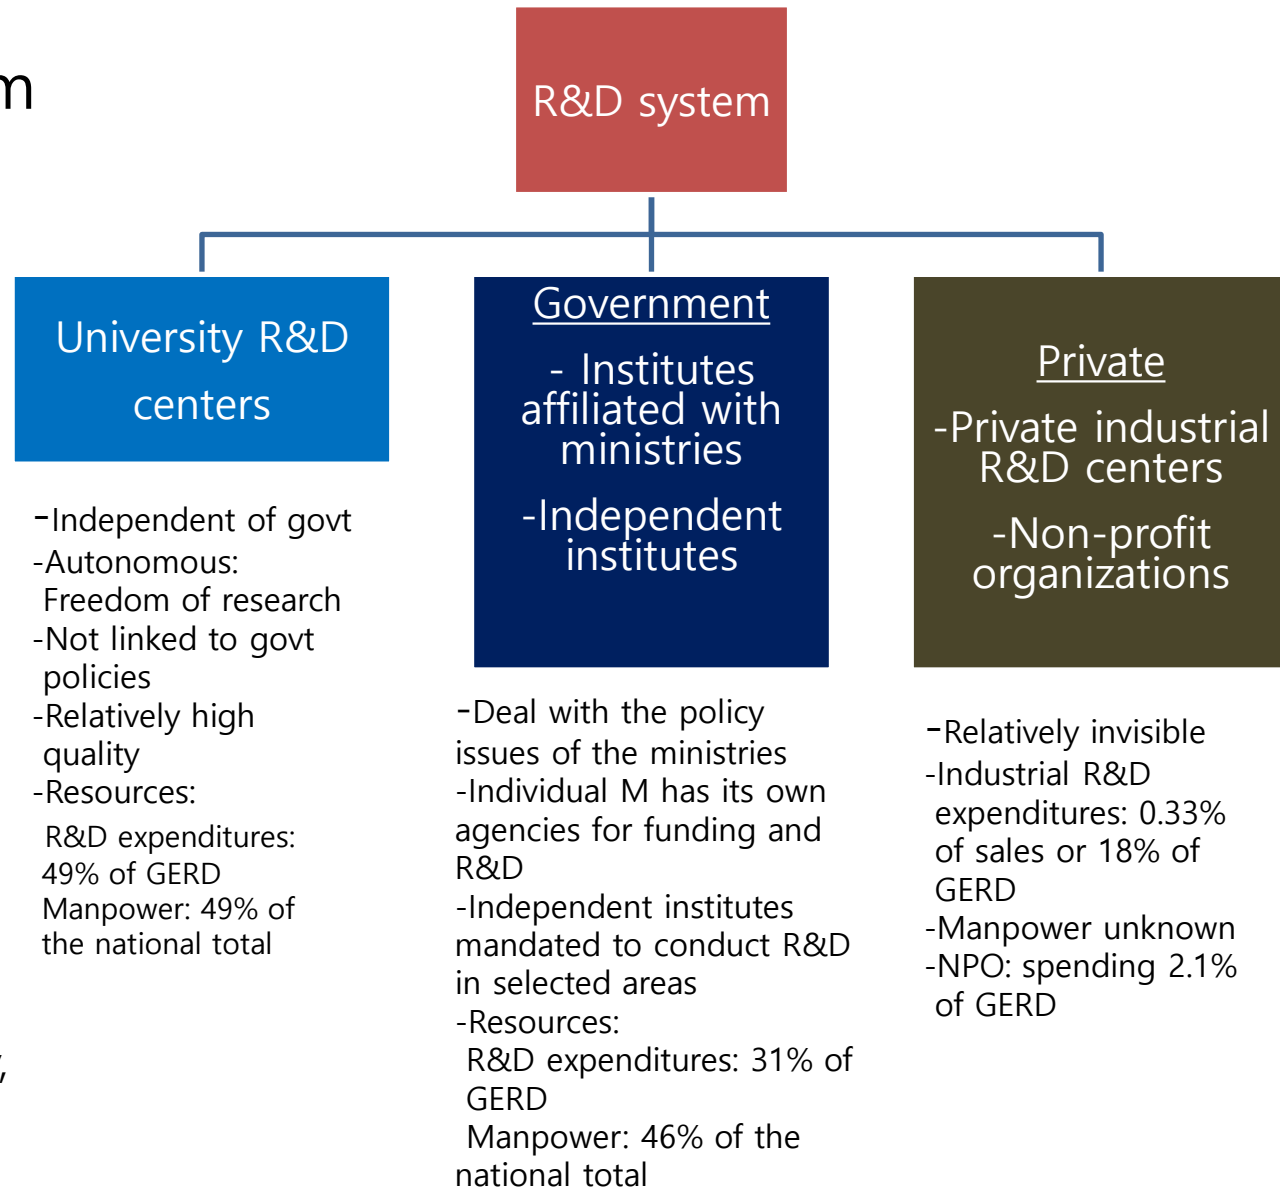 R&D system
University R&D
centers
-Independent of govt
-Autonomous:
Freedom of research
-Not linked to govt
policies
-Relatively high
quality
-Resources:
R&D expenditures:
49% of GERD
Manpower: 49% of
the national total
Government
- Institutes
affiliated with
ministries
-Independent
institutes
-Deal with the policy
issues of the ministries
-Individual M has its own
agencies for funding and
R&D
-Independent institutes
mandated to conduct R&D
in selected areas
-Resources:
R&D expenditures: 31% of
GERD
Manpower: 46% of the
national total
Private
-Private industrial
R&D centers
-Non-profit
organizations
-Relatively invisible
-Industrial R&D
expenditures: 0.33%
of sales or 18% of
GERD
-Manpower unknown
-NPO: spending 2.1%
of GERD